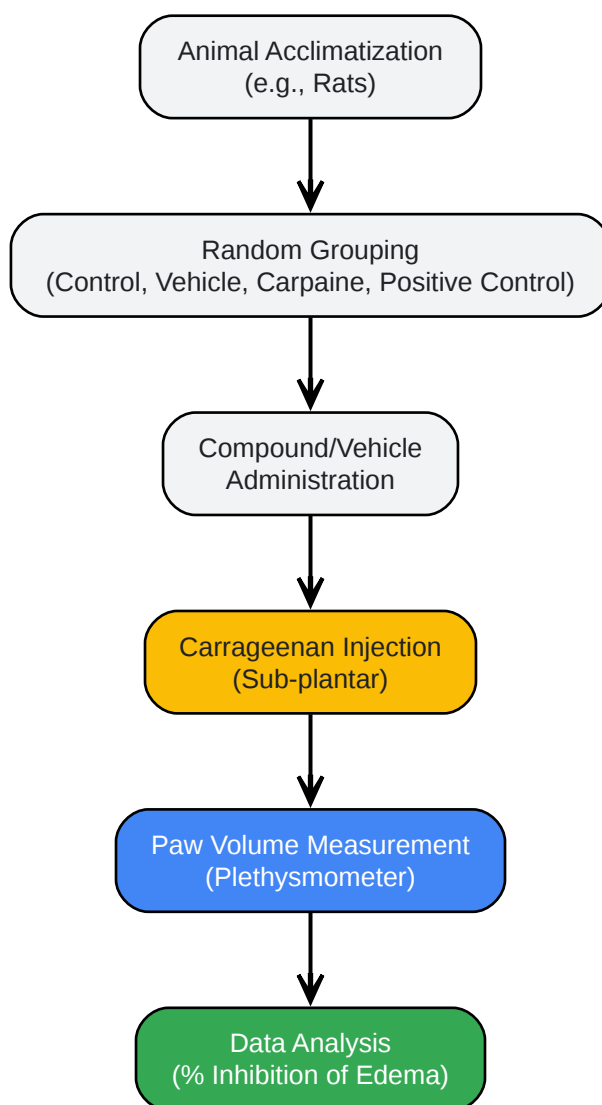 Animal Acclimatization
(e.g., Rats)
Random Grouping
(Control, Vehicle, Carpaine, Positive Control)
Compound/Vehicle
Administration
Carrageenan Injection
(Sub-plantar)
Paw Volume Measurement
(Plethysmometer)
Data Analysis
(% Inhibition of Edema)